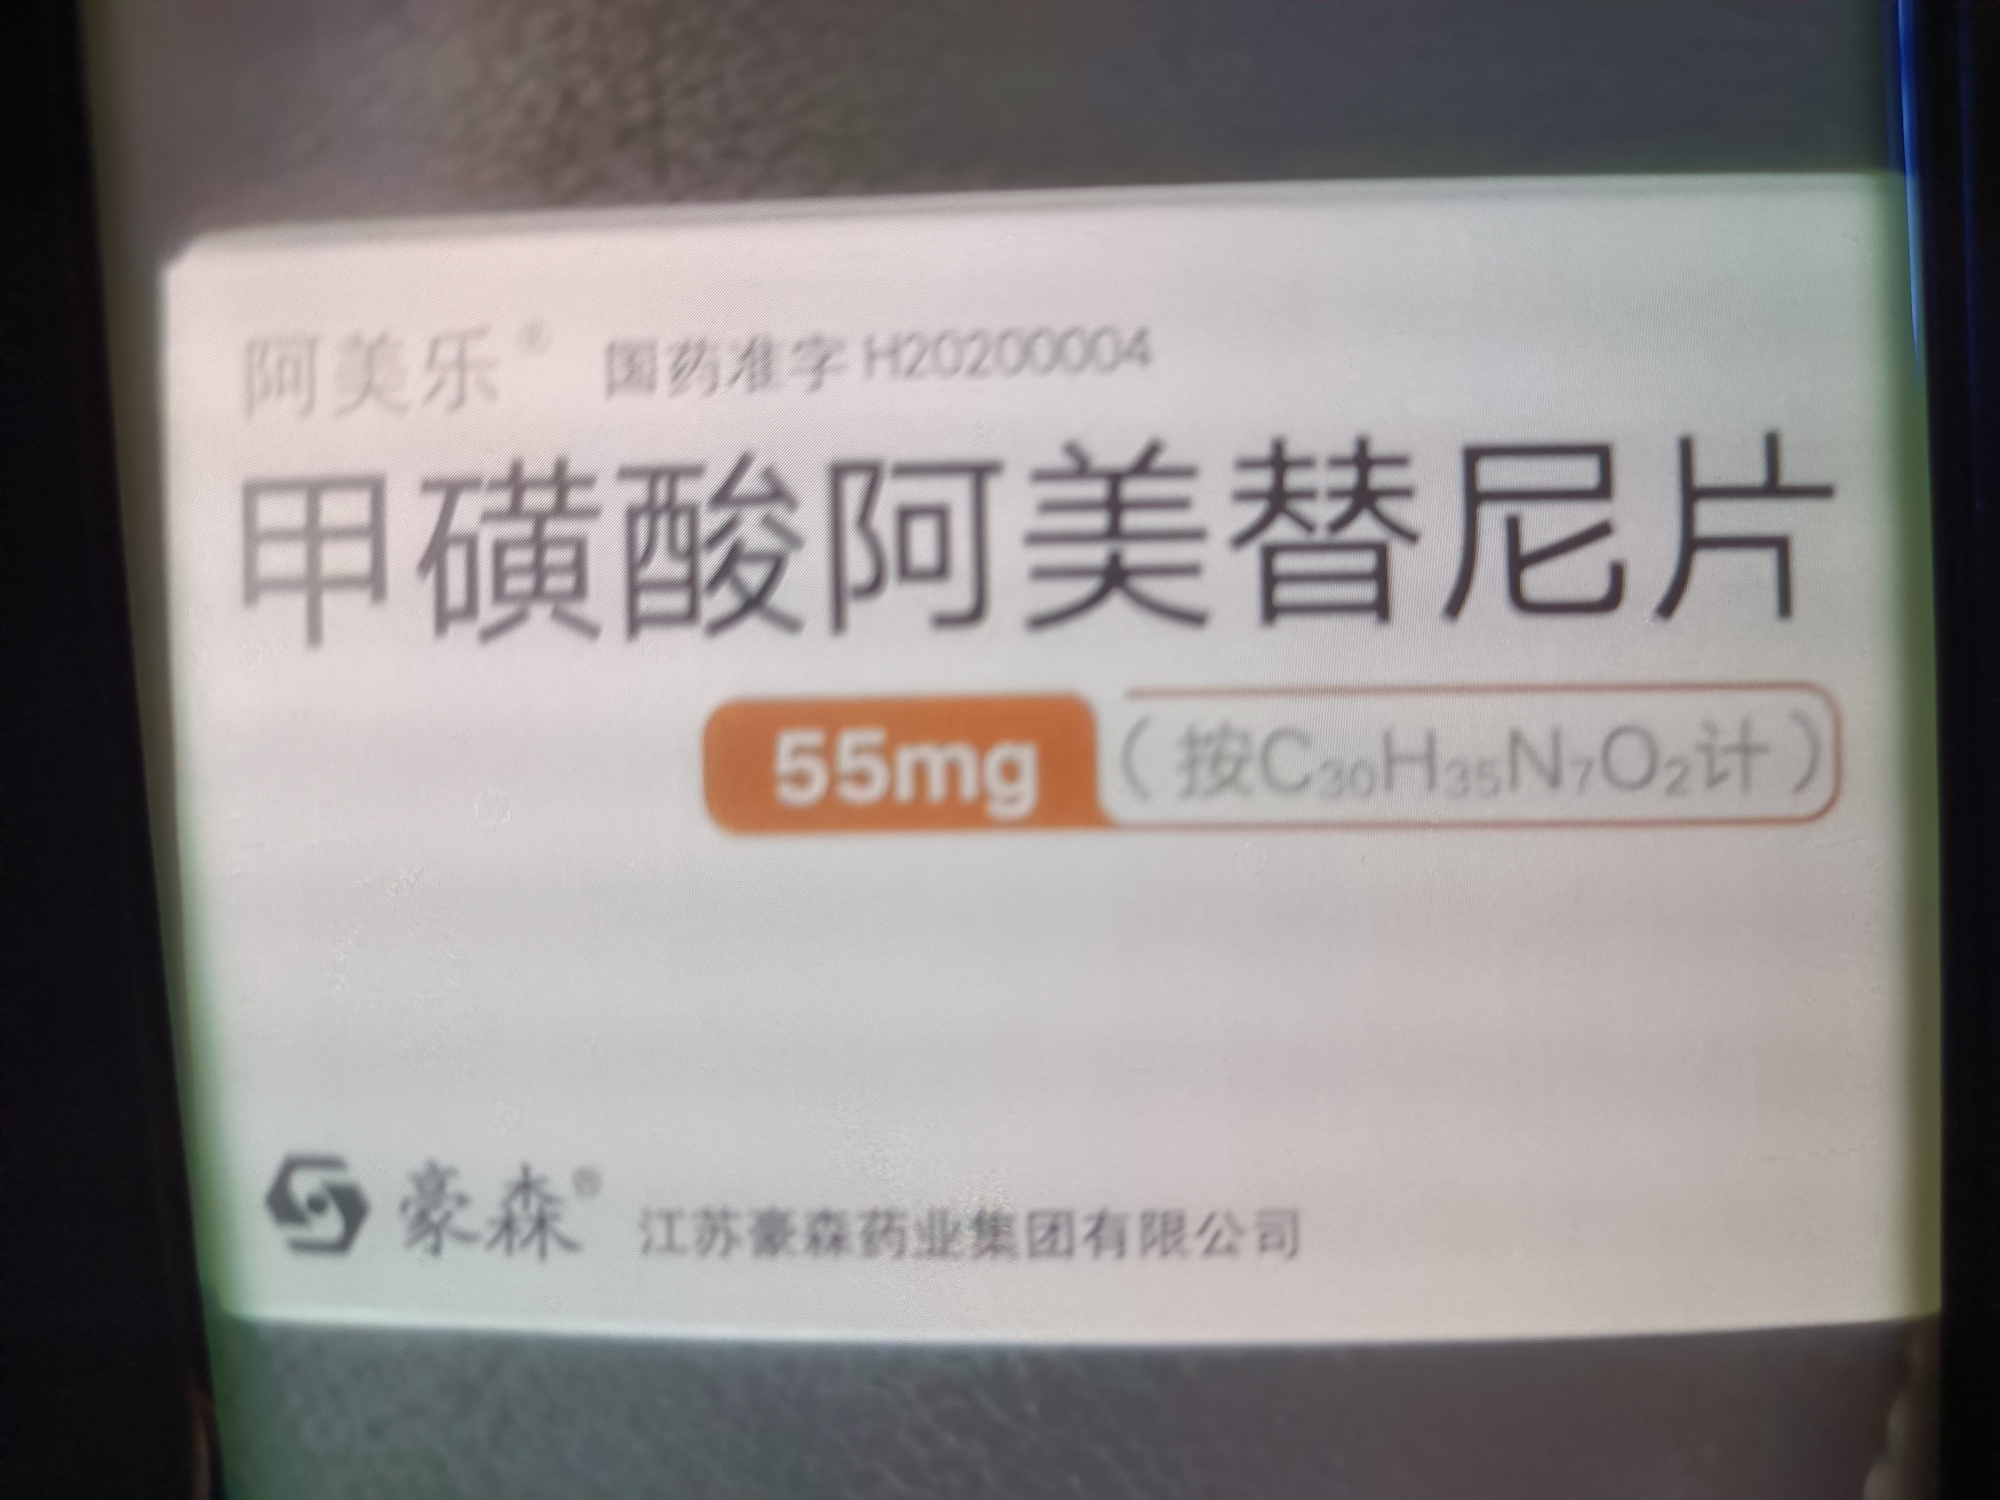 阿美乐® 国药准字H20200004
甲磺酸阿美替尼片
55mg（按C₃₀H₃₅N₇O₂计）
豪森® 江苏豪森药业集团有限公司